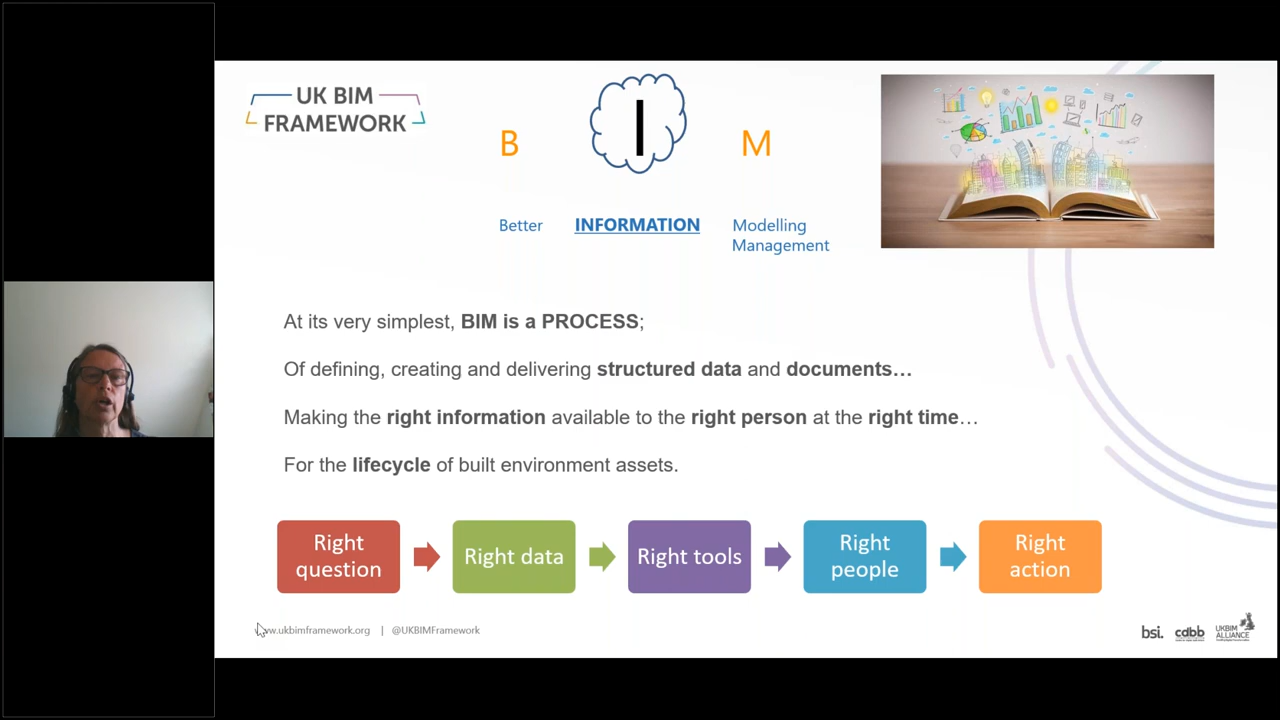 UK BIM
FRAMEWORK
B I M
Better INFORMATION Modelling
Management
At its very simplest, BIM is a PROCESS;
Of defining, creating and delivering structured data and documents…
Making the right information available to the right person at the right time…
For the lifecycle of built environment assets.
Right
question
Right data
Right tools
Right
people
Right
action
.ukbimframework.org | @UKBIMFramework
bsi.
cdbb
UKBIM
ALLIANCE